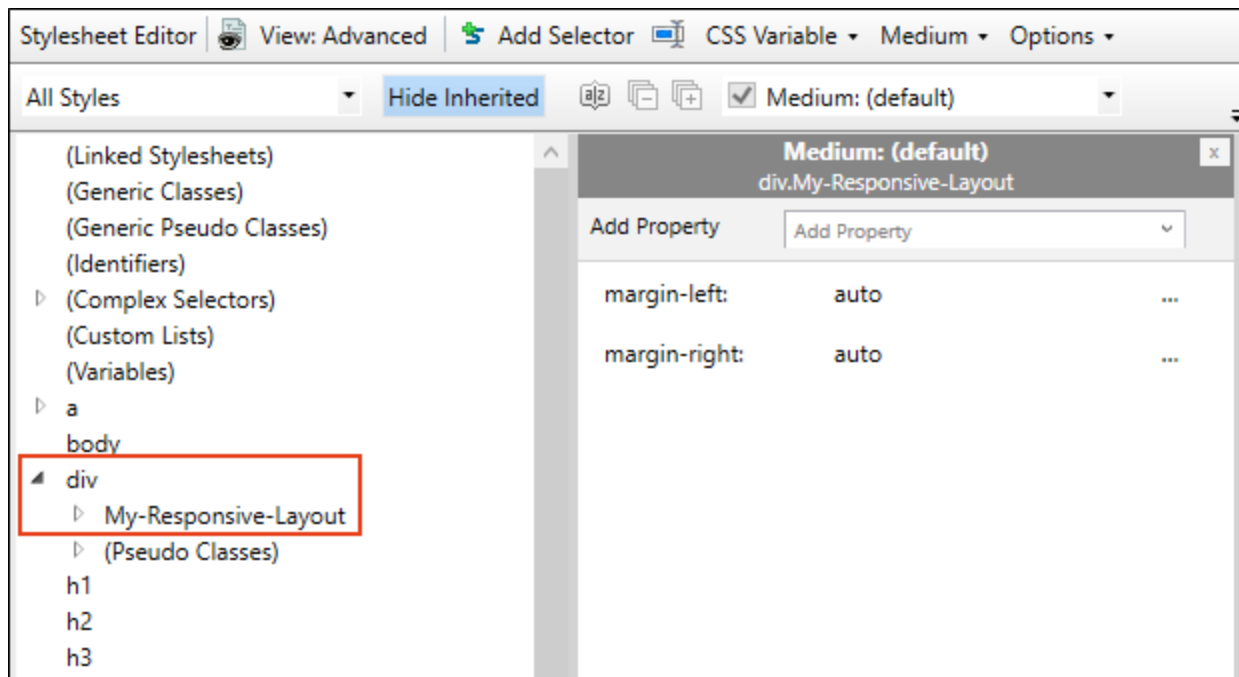 Stylesheet Editor View: Advanced Add Selector CSS Variable Medium Options
All Styles Hide Inherited a z Medium: (default)
(Linked Stylesheets)
(Generic Classes)
(Generic Pseudo Classes)
(Identifiers)
(Complex Selectors)
(Custom Lists)
(Variables)
a
body
div
My-Responsive-Layout
(Pseudo Classes)
h1
h2
h3
Medium: (default) x
div.My-Responsive-Layout
Add Property Add Property
margin-left: auto ...
margin-right: auto ...